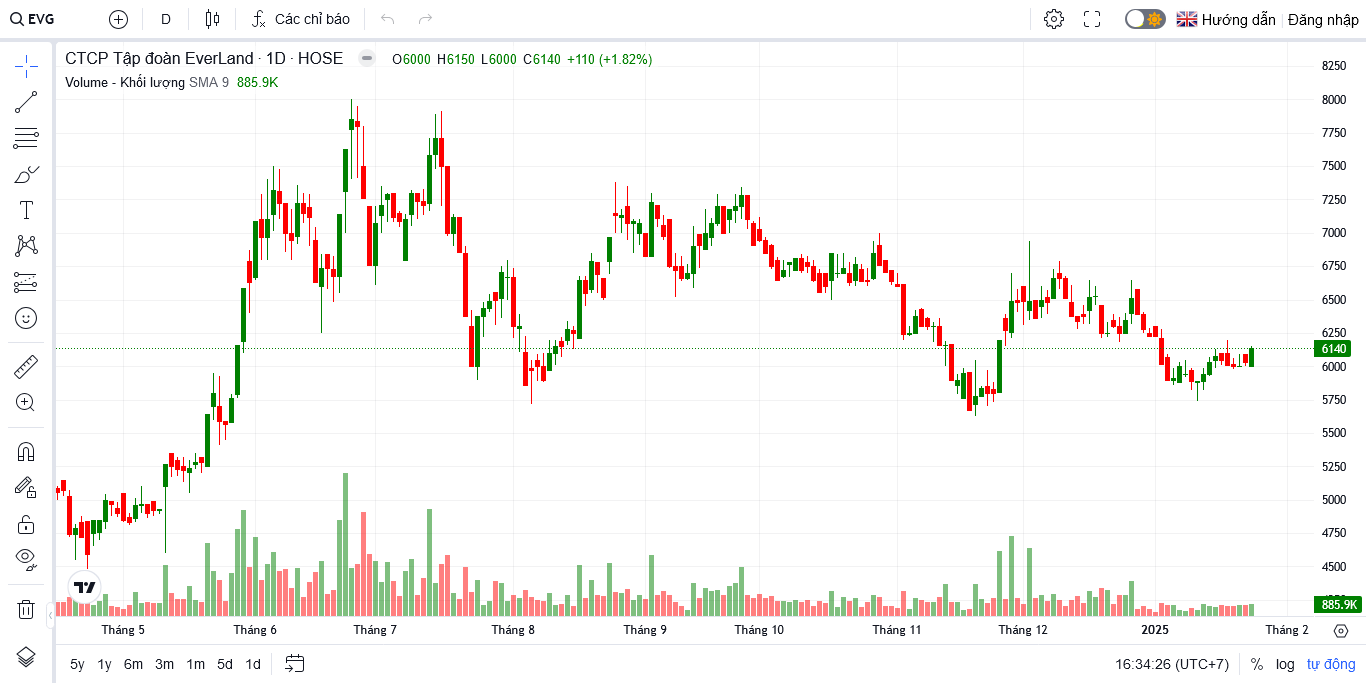 EVG D Các chỉ báo Hướng dẫn Đăng nhập
CTCP Tập đoàn EverLand · 1D · HOSE O6000 H6150 L6000 C6140 +110 (+1.82%)
Volume - Khối lượng SMA 9 885.9K
8250
8000
7750
7500
7250
7000
6750
6500
6250
6140
6000
5750
5500
5250
5000
4750
4500
885.9K
Tháng 5 Tháng 6 Tháng 7 Tháng 8 Tháng 9 Tháng 10 Tháng 11 Tháng 12 2025 Tháng 2
5y 1y 6m 3m 1m 5d 1d 16:34:26 (UTC+7) % log tự động